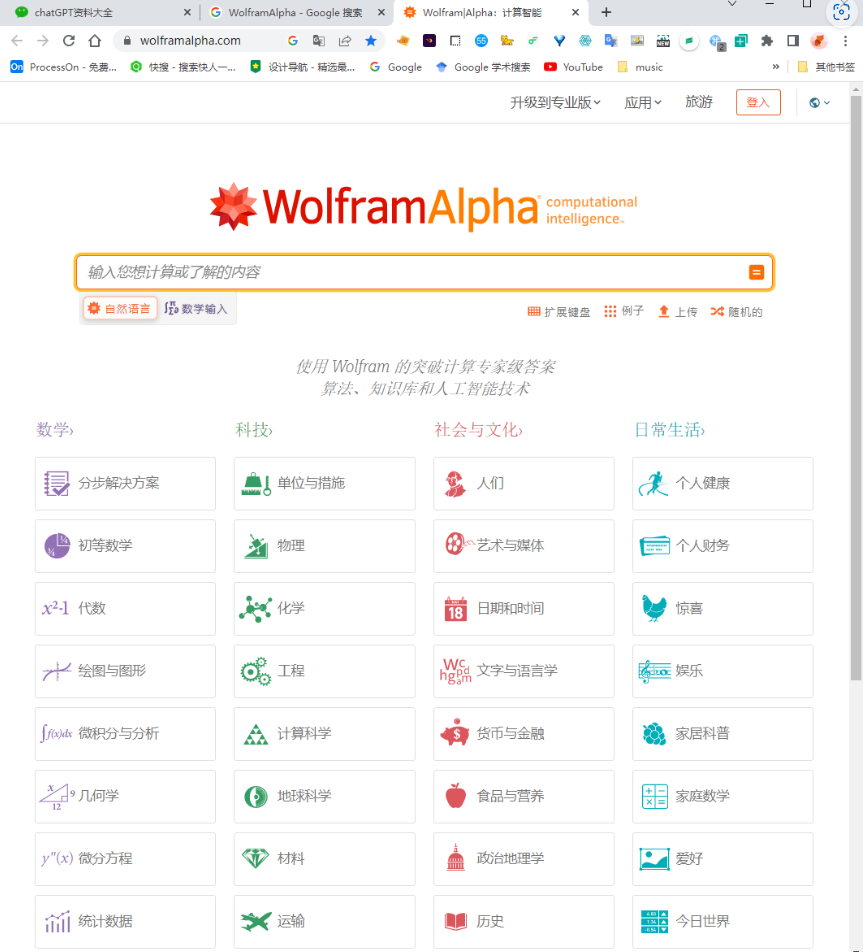 chatGPT资料大全
WolframAlpha - Google 搜索
Wolfram|Alpha: 计算智能
wolframalpha.com
ProcessOn - 免费...
快搜 - 搜索快人一...
设计导航 - 精选最...
Google
Google 学术搜索
YouTube
music
»
其他书签
升级到专业版
应用
旅游
登入
WolframAlpha computational
intelligence™
输入您想计算或了解的内容
自然语言
数学输入
扩展键盘
例子
上传
随机的
使用 Wolfram 的突破计算专家级答案
算法、知识库和人工智能技术
数学›
科技›
社会与文化›
日常生活›
分步解决方案
单位与措施
人们
个人健康
初等数学
物理
艺术与媒体
个人财务
x²-1 代数
化学
18 日期和时间
惊喜
绘图与图形
工程
文字与语言学
娱乐
∫f(x)dx 微积分与分析
计算科学
货币与金融
家居科普
x 9 12 几何学
地球科学
食品与营养
家庭数学
y″(x) 微分方程
材料
政治地理学
爱好
统计数据
运输
历史
今日世界